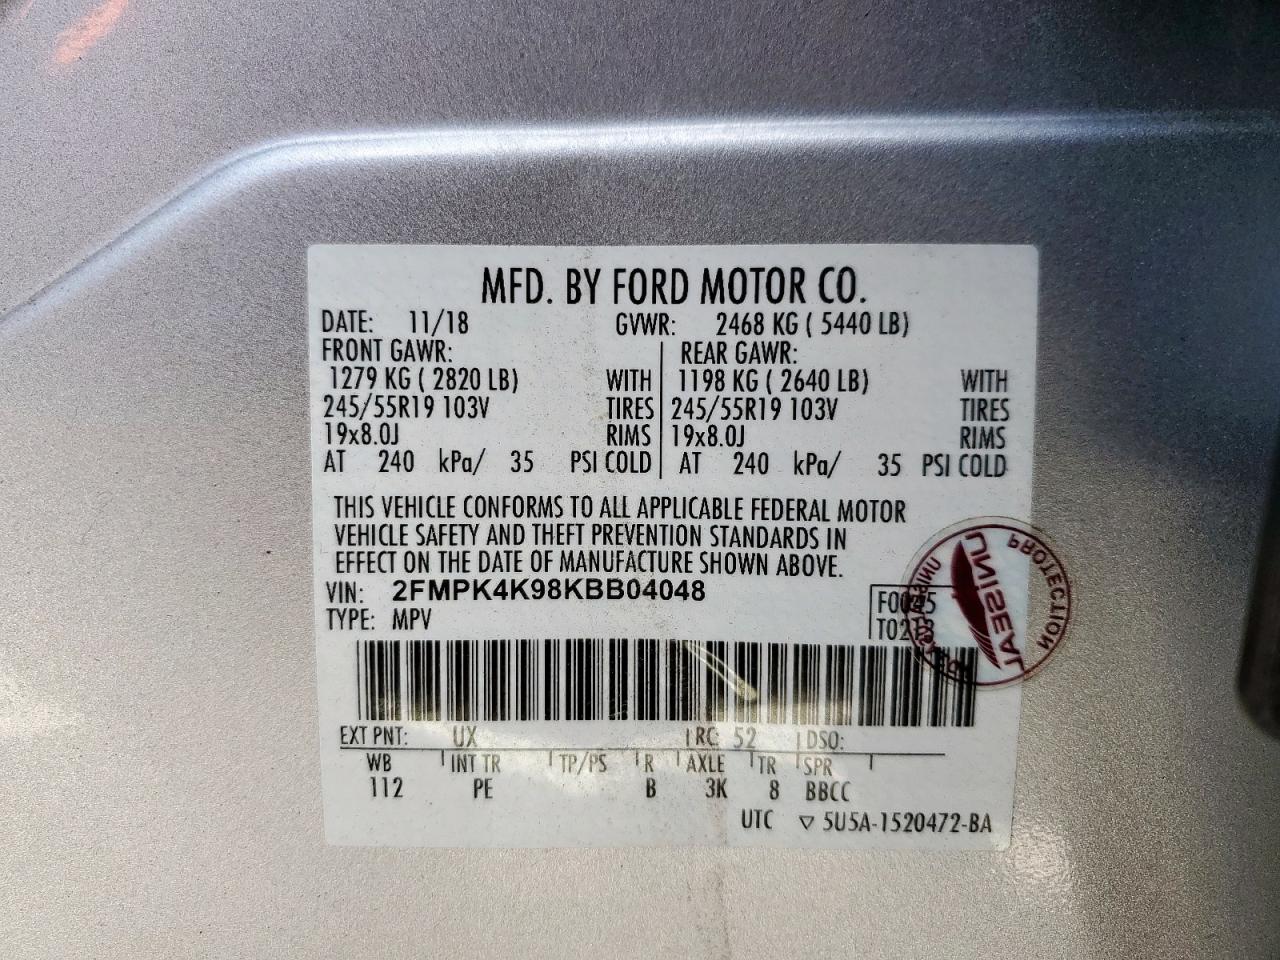 MFD. BY FORD MOTOR CO.
DATE: 11/18 GVWR: 2468 KG ( 5440 LB)
FRONT GAWR: REAR GAWR:
1279 KG ( 2820 LB) WITH 1198 KG ( 2640 LB) WITH
245/55R19 103V TIRES 245/55R19 103V TIRES
19x8.0J RIMS 19x8.0J RIMS
AT 240 kPa/ 35 PSI COLD AT 240 kPa/ 35 PSI COLD
THIS VEHICLE CONFORMS TO ALL APPLICABLE FEDERAL MOTOR
VEHICLE SAFETY AND THEFT PREVENTION STANDARDS IN
EFFECT ON THE DATE OF MANUFACTURE SHOWN ABOVE.
VIN: 2FMPK4K98KBB04048
TYPE: MPV
UNISEAL
PROTECTION
EXT PNT: UX RC: 52 DSO:
WB INT TR TP/PS R AXLE TR SPR
112 PE B 3K 8 BBCC
UTC ▽ 5U5A-1520472-BA